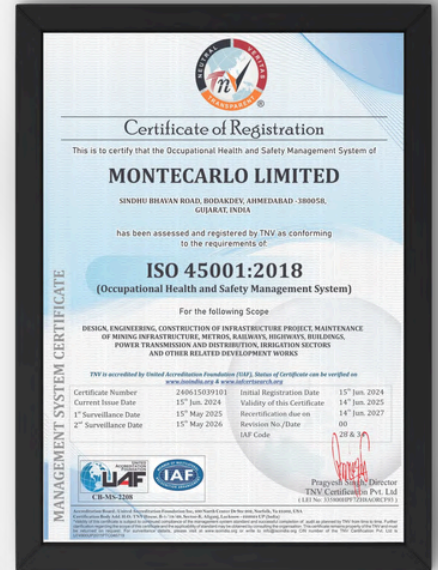 NEUTRAL VERITAS
TRANSPARENT
TNV
®
Certificate of Registration
This is to certify that the Occupational Health and Safety Management System of
MONTECARLO LIMITED
SINDHU BHAVAN ROAD, BODAKDEV, AHMEDABAD -380058,
GUJARAT, INDIA
has been assessed and registered by TNV as conforming
to the requirements of:
ISO 45001:2018
(Occupational Health and Safety Management System)
For the following Scope
DESIGN, ENGINEERING, CONSTRUCTION OF INFRASTRUCTURE PROJECT, MAINTENANCE
OF MINING INFRASTRUCTURE, METROS, RAILWAYS, HIGHWAYS, BUILDINGS,
POWER TRANSMISSION AND DISTRIBUTION, IRRIGATION SECTORS
AND OTHER RELATED DEVELOPMENT WORKS
TNV is accredited by United Accreditation Foundation (UAF), Status of Certificate can be verified on
MANAGEMENT SYSTEM CERTIFICATE
Certificate Number 240615039101 Initial Registration Date 15th Jun. 2024
Current Issue Date 15th Jun. 2024 Validity of this Certificate 14th Jun. 2025
1st Surveillance Date 15th May 2025 Recertification due on 14th Jun. 2027
2nd Surveillance Date 15th May 2026 Revision No./Date 00
IAF Code 28 & 34
UAF
UNITED ACCREDITATION FOUNDATION
CB-MS-2208
IAF
Pragyesh Singh, Director
TNV Certification Pvt. Ltd